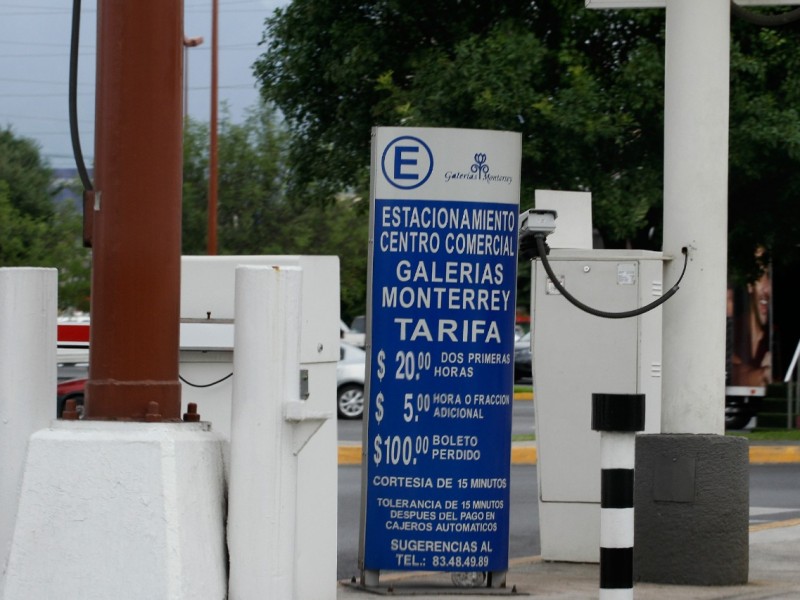 E
Galerias Monterrey
ESTACIONAMIENTO
CENTRO COMERCIAL
GALERIAS
MONTERREY
TARIFA
$ 20.00 DOS PRIMERAS
HORAS
$ 5.00 HORA O FRACCION
ADICIONAL
$100.00 BOLETO
PERDIDO
CORTESIA DE 15 MINUTOS
TOLERANCIA DE 15 MINUTOS
DESPUES DEL PAGO EN
CAJEROS AUTOMATICOS
SUGERENCIAS AL
TEL.: 83.48.49.89